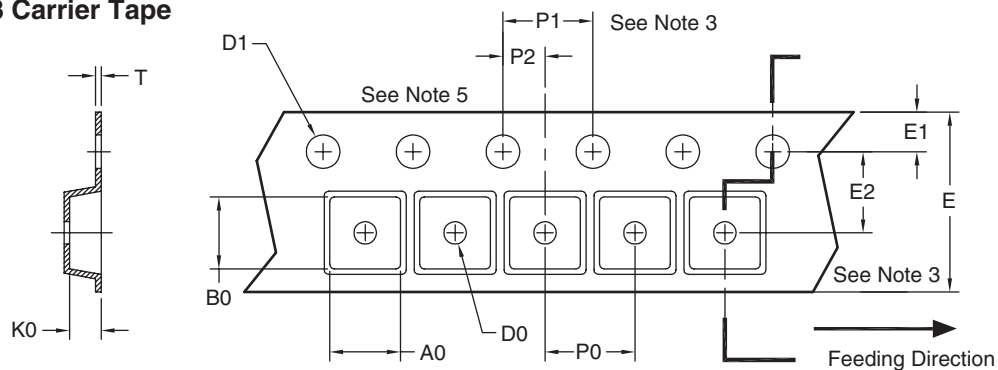 Carrier Tape
P1
See Note 3
D1
P2
T
See Note 5
E1
E2
E
B0
See Note 3
K0
A0
D0
P0
Feeding Direction